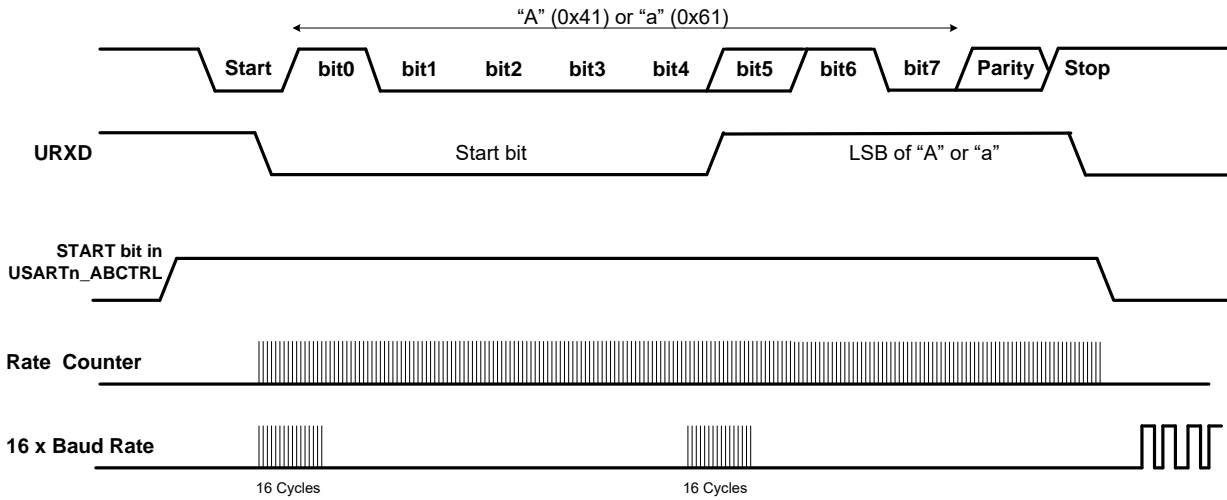 “A” (0x41) or “a” (0x61)
Start bit0 bit1 bit2 bit3 bit4 bit5 bit6 bit7 Parity Stop
URXD Start bit LSB of “A” or “a”
START bit in
USARTn_ABCTRL
Rate Counter
16 x Baud Rate
16 Cycles 16 Cycles